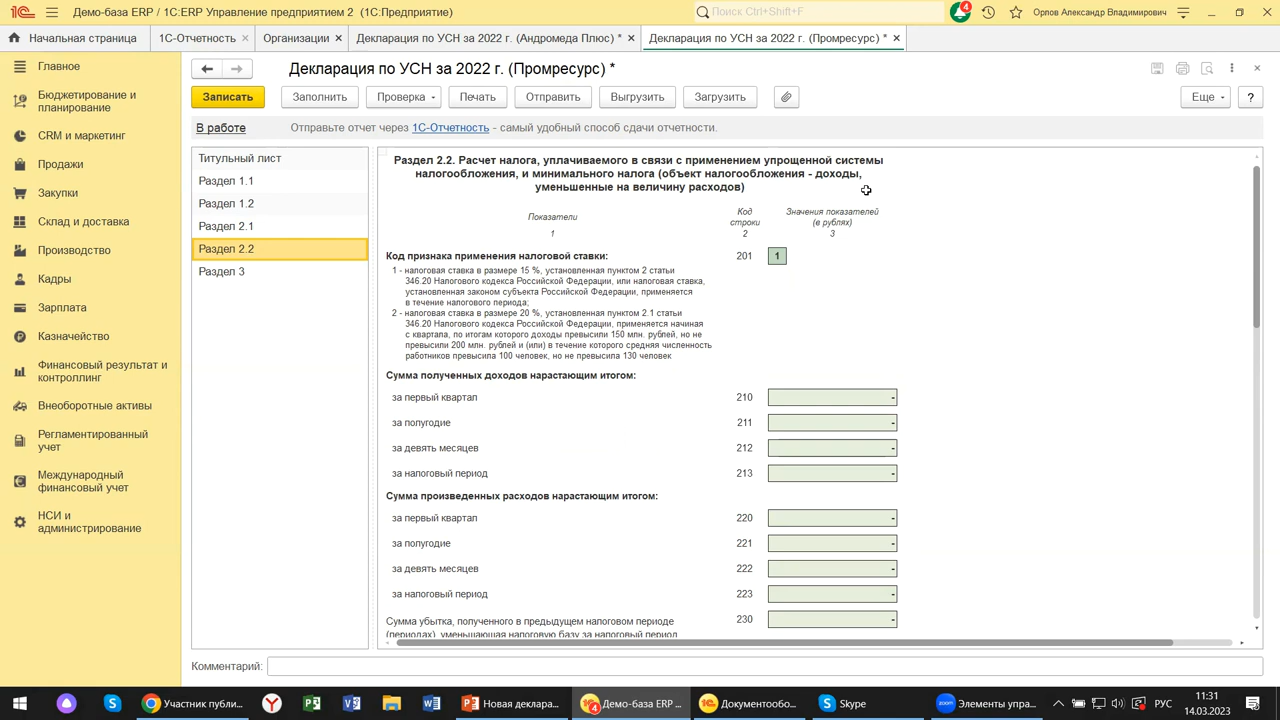 Демо-база ERP / 1С:ERP Управление предприятием 2 (1С:Предприятие)
Поиск Ctrl+Shift+F
4
Орлов Александр Владимирович
Начальная страница
1С-Отчетность ×
Организации ×
Декларация по УСН за 2022 г. (Андромеда Плюс) * ×
Декларация по УСН за 2022 г. (Промресурс) * ×
Главное
Бюджетирование и
планирование
CRM и маркетинг
Продажи
Закупки
Склад и доставка
Производство
Кадры
Зарплата
Казначейство
Финансовый результат и
контроллинг
Внеоборотные активы
Регламентированный
учет
Международный
финансовый учет
НСИ и
администрирование
Декларация по УСН за 2022 г. (Промресурс) *
Записать
Заполнить
Проверка
Печать
Отправить
Выгрузить
Загрузить
Еще
?
В работе
Отправьте отчет через 1С-Отчетность - самый удобный способ сдачи отчетности.
Титульный лист
Раздел 1.1
Раздел 1.2
Раздел 2.1
Раздел 2.2
Раздел 3
Раздел 2.2. Расчет налога, уплачиваемого в связи с применением упрощенной системы
налогообложения, и минимального налога (объект налогообложения - доходы,
уменьшенные на величину расходов)
Показатели
Код
строки
Значения показателей
(в рублях)
1 2 3
Код признака применения налоговой ставки: 201 1
1 - налоговая ставка в размере 15 %, установленная пунктом 2 статьи
346.20 Налогового кодекса Российской Федерации, или налоговая ставка,
установленная законом субъекта Российской Федерации, применяется
в течение налогового периода;
2 - налоговая ставка в размере 20 %, установленная пунктом 2.1 статьи
346.20 Налогового кодекса Российской Федерации, применяется начиная
с квартала, по итогам которого доходы превысили 150 млн. рублей, но не
превысили 200 млн. рублей и (или) в течение которого средняя численность
работников превысила 100 человек, но не превысила 130 человек
Сумма полученных доходов нарастающим итогом:
за первый квартал 210 -
за полугодие 211 -
за девять месяцев 212 -
за налоговый период 213 -
Сумма произведенных расходов нарастающим итогом:
за первый квартал 220 -
за полугодие 221 -
за девять месяцев 222 -
за налоговый период 223 -
Сумма убытка, полученного в предыдущем налоговом периоде 230 -
(периодах), уменьшающая налоговую базу за налоговый период
Комментарий:
Участник публи...
Новая деклара...
Демо-база ERP ...
Документообо...
Skype
Элементы упра...
РУС
11:31
14.03.2023